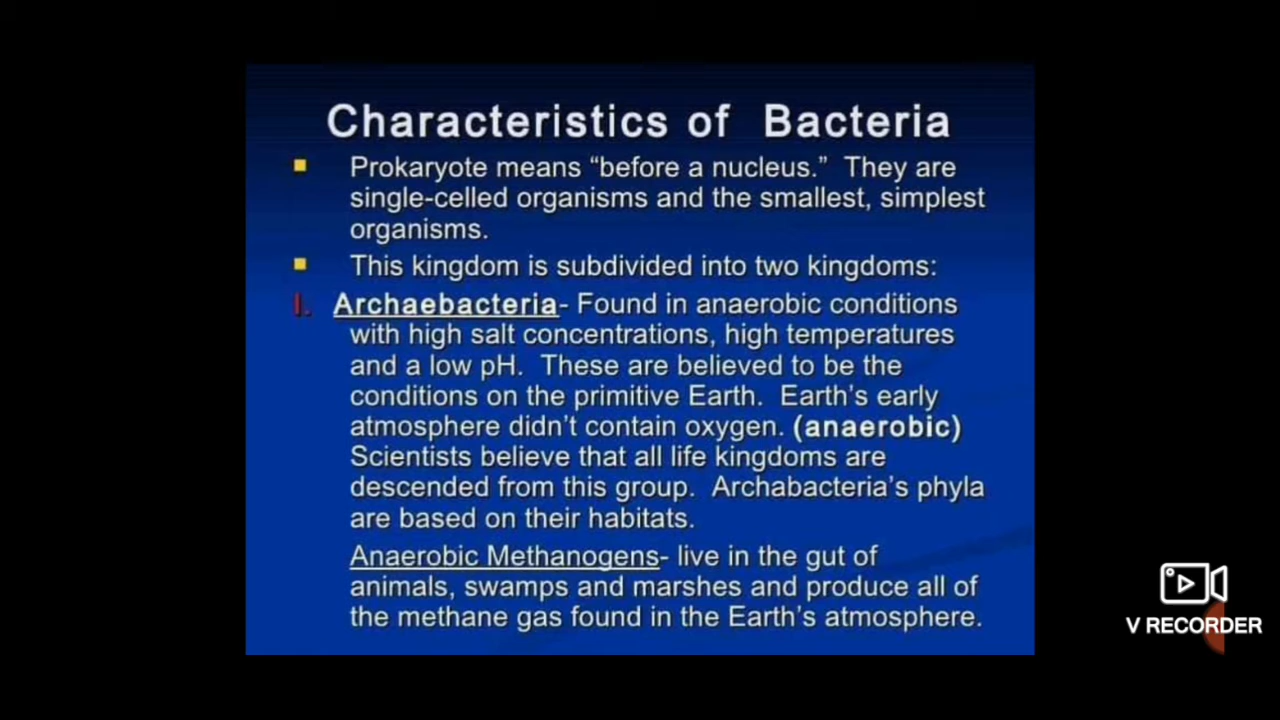 Characteristics of Bacteria
Prokaryote means “before a nucleus.” They are
single-celled organisms and the smallest, simplest
organisms.
This kingdom is subdivided into two kingdoms:
I. Archaebacteria- Found in anaerobic conditions
with high salt concentrations, high temperatures
and a low pH. These are believed to be the
conditions on the primitive Earth. Earth’s early
atmosphere didn’t contain oxygen. (anaerobic)
Scientists believe that all life kingdoms are
descended from this group. Archabacteria’s phyla
are based on their habitats.
Anaerobic Methanogens- live in the gut of
animals, swamps and marshes and produce all of
the methane gas found in the Earth’s atmosphere.
V RECORDER